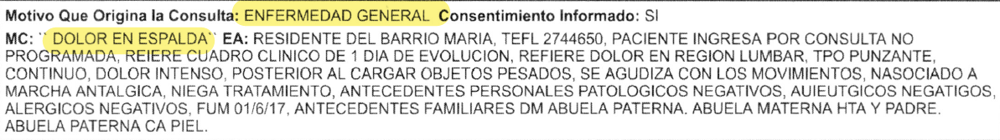 Motivo Que Origina la Consulta: ENFERMEDAD GENERAL Consentimiento Informado: SI
MC: ``DOLOR EN ESPALDA`` EA: RESIDENTE DEL BARRIO MARIA, TEFL 2744650, PACIENTE INGRESA POR CONSULTA NO
PROGRAMADA, REIERE CUADRO CLINICO DE 1 DIA DE EVOLUCION, REFIERE DOLOR EN REGION LUMBAR, TPO PUNZANTE,
CONTINUO, DOLOR INTENSO, POSTERIOR AL CARGAR OBJETOS PESADOS, SE AGUDIZA CON LOS MOVIMIENTOS, NASOCIADO A
MARCHA ANTALGICA, NIEGA TRATAMIENTO, ANTECEDENTES PERSONALES PATOLOGICOS NEGATIVOS, AUIEUTGICOS NEGATIGOS,
ALERGICOS NEGATIVOS, FUM 01/6/17, ANTECEDENTES FAMILIARES DM ABUELA PATERNA. ABUELA MATERNA HTA Y PADRE.
ABUELA PATERNA CA PIEL.